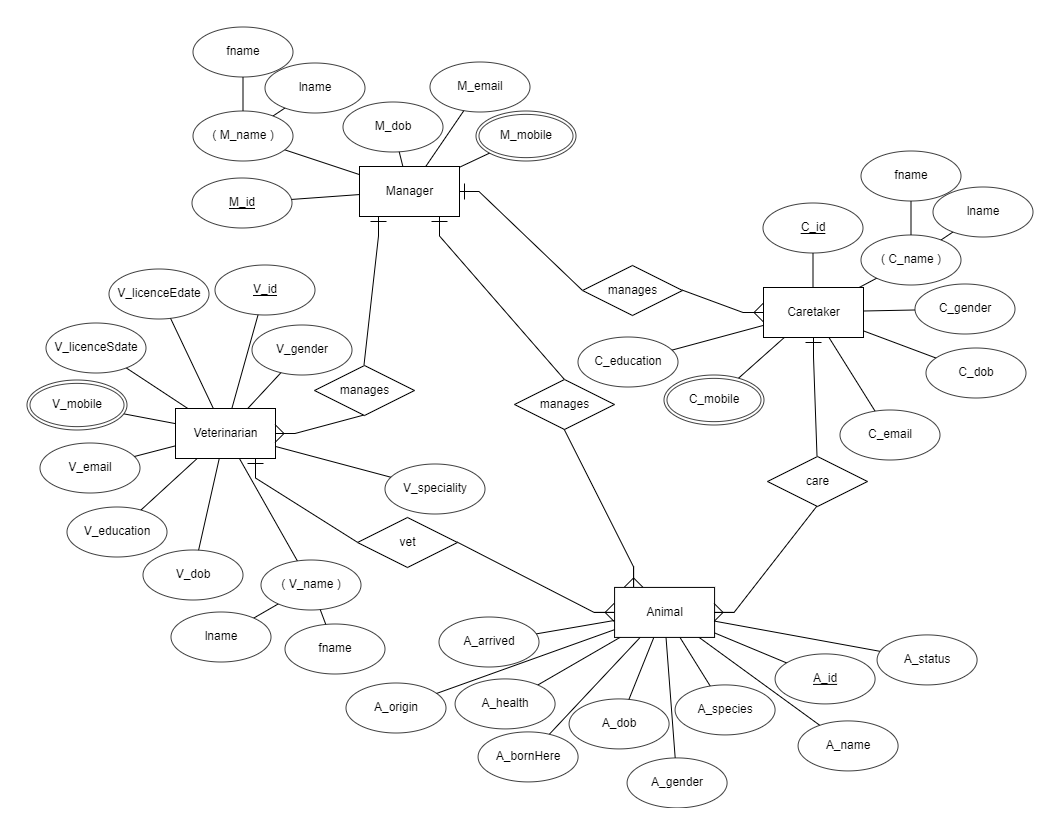 fname
lname
M_email
M_dob
( M_name )
M_mobile
Manager
M_id
fname
lname
C_id
( C_name )
manages
C_gender
Caretaker
C_education
C_dob
C_mobile
C_email
V_licenceEdate
V_id
V_licenceSdate
V_gender
manages
manages
V_mobile
Veterinarian
V_email
V_speciality
care
V_education
vet
V_dob
( V_name )
lname
fname
Animal
A_arrived
A_status
A_id
A_origin
A_health
A_species
A_dob
A_name
A_bornHere
A_gender